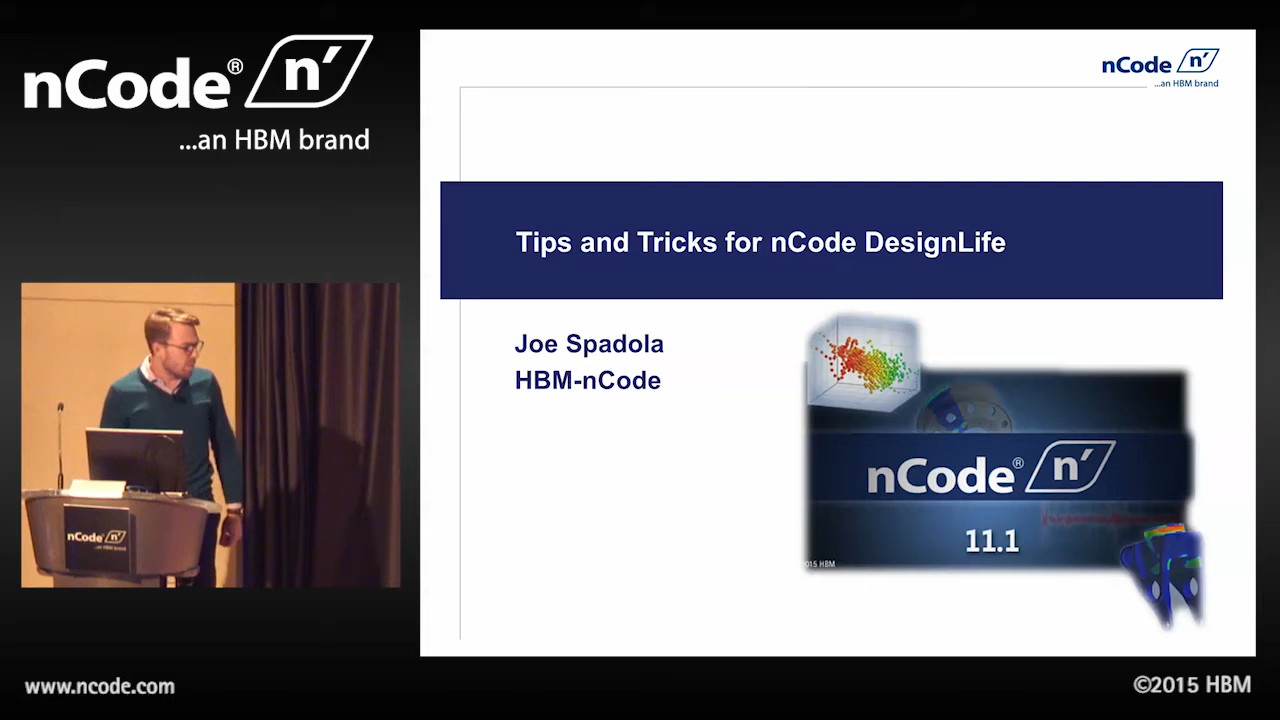 nCode® n'
...an HBM brand
nCode n'
...an HBM brand
Tips and Tricks for nCode DesignLife
Joe Spadola
HBM-nCode
nCode® n'
11.1
015 HBM
nCode n'
...an HBM brand
www.ncode.com
©2015 HBM